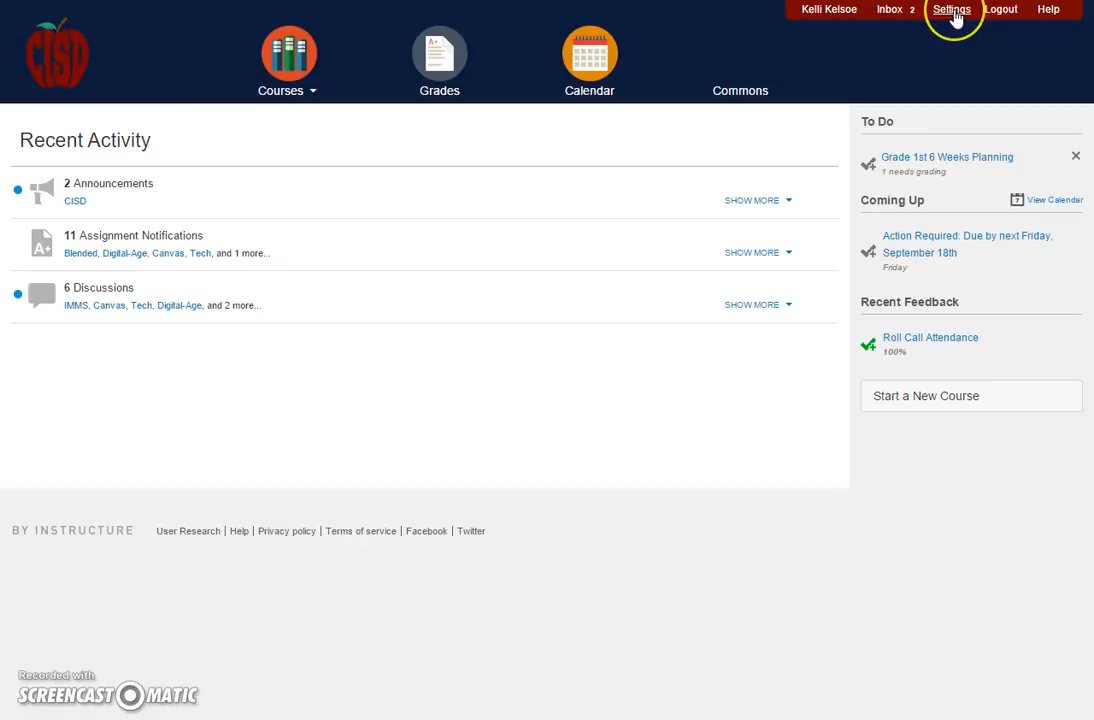 Kelli Kelsoe Inbox 2 Settings Logout Help
CISD
Courses Grades Calendar Commons
Recent Activity
2 Announcements
CISD
SHOW MORE
11 Assignment Notifications
Blended, Digital-Age, Canvas, Tech, and 1 more...
SHOW MORE
6 Discussions
IMMS, Canvas, Tech, Digital-Age, and 2 more...
SHOW MORE
To Do
Grade 1st 6 Weeks Planning
1 needs grading
Coming Up
7 View Calendar
Action Required: Due by next Friday,
September 18th
Friday
Recent Feedback
Roll Call Attendance
100%
Start a New Course
BY INSTRUCTURE User Research | Help | Privacy policy | Terms of service | Facebook | Twitter
Recorded with
SCREENCAST O MATIC